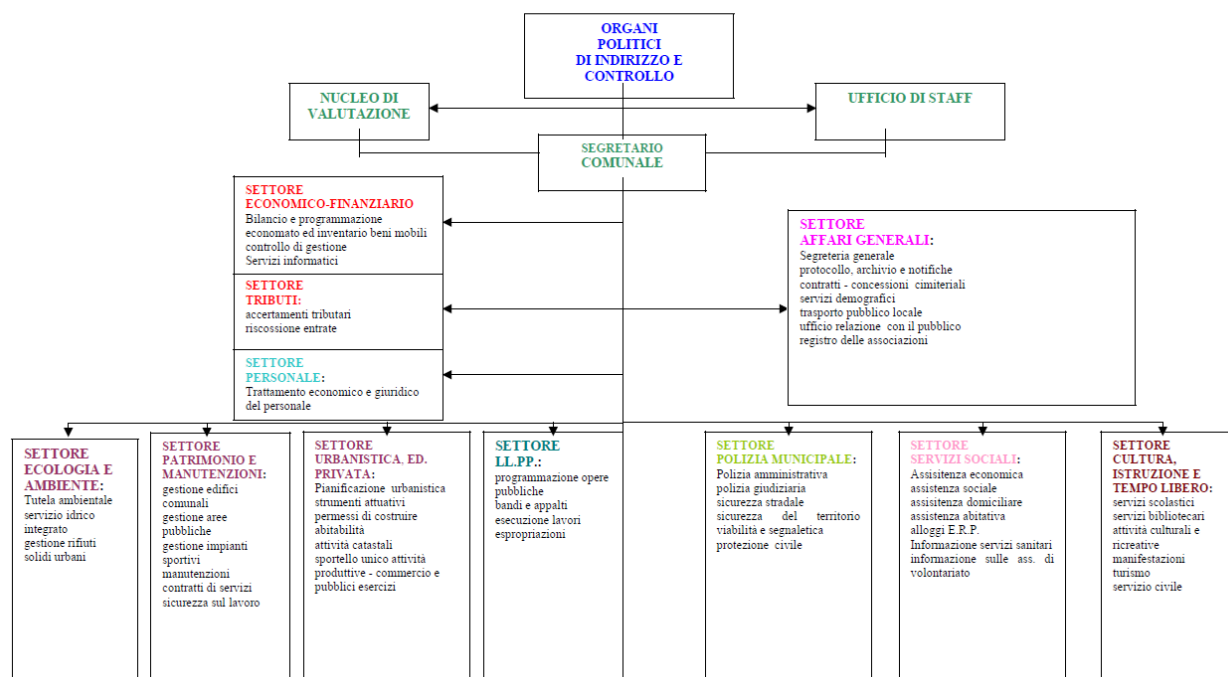 ORGANI
POLITICI
DI INDIRIZZO E
CONTROLLO
NUCLEO DI
VALUTAZIONE
UFFICIO DI STAFF
SEGRETARIO
COMUNALE
SETTORE
ECONOMICO-FINANZIARIO
Bilancio e programmazione
economato ed inventario beni mobili
controllo di gestione
Servizi informatici
SETTORE
TRIBUTI:
accertamenti tributari
riscossione entrate
SETTORE
PERSONALE:
Trattamento economico e giuridico
del personale
SETTORE
AFFARI GENERALI:
Segreteria generale
protocollo, archivio e notifiche
contratti - concessioni cimiteriali
servizi demografici
trasporto pubblico locale
ufficio relazione con il pubblico
registro delle associazioni
SETTORE
ECOLOGIA E
AMBIENTE:
Tutela ambientale
servizio idrico
integrato
gestione rifiuti
solidi urbani
SETTORE
PATRIMONIO E
MANUTENZIONI:
gestione edifici
comunali
gestione aree
pubbliche
gestione impianti
sportivi
manutenzioni
contratti di servizi
sicurezza sul lavoro
SETTORE
URBANISTICA, ED.
PRIVATA:
Pianificazione urbanistica
strumenti attuativi
permessi di costruire
abitabilità
attività catastali
sportello unico attività
produttive - commercio e
pubblici esercizi
SETTORE
LL.PP.:
programmazione opere
pubbliche
bandi e appalti
esecuzione lavori
espropriazioni
SETTORE
POLIZIA MUNICIPALE:
Polizia amministrativa
polizia giudiziaria
sicurezza stradale
sicurezza del territorio
viabilità e segnaletica
protezione civile
SETTORE
SERVIZI SOCIALI:
Assisitenza economica
assistenza sociale
assisitenza domiciliare
assistenza abitativa
alloggi E.R.P.
Informazione servizi sanitari
informazione sulle ass. di
volontariato
SETTORE
CULTURA,
ISTRUZIONE E
TEMPO LIBERO:
servizi scolastici
servizi bibliotecari
attività culturali e
ricreative
manifestazioni
turismo
servizio civile